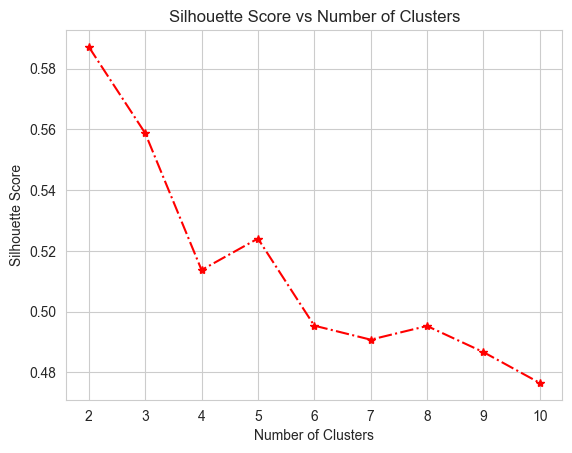 Silhouette Score vs Number of Clusters
Silhouette Score
0.58
0.56
0.54
0.52
0.50
0.48
2 3 4 5 6 7 8 9 10
Number of Clusters